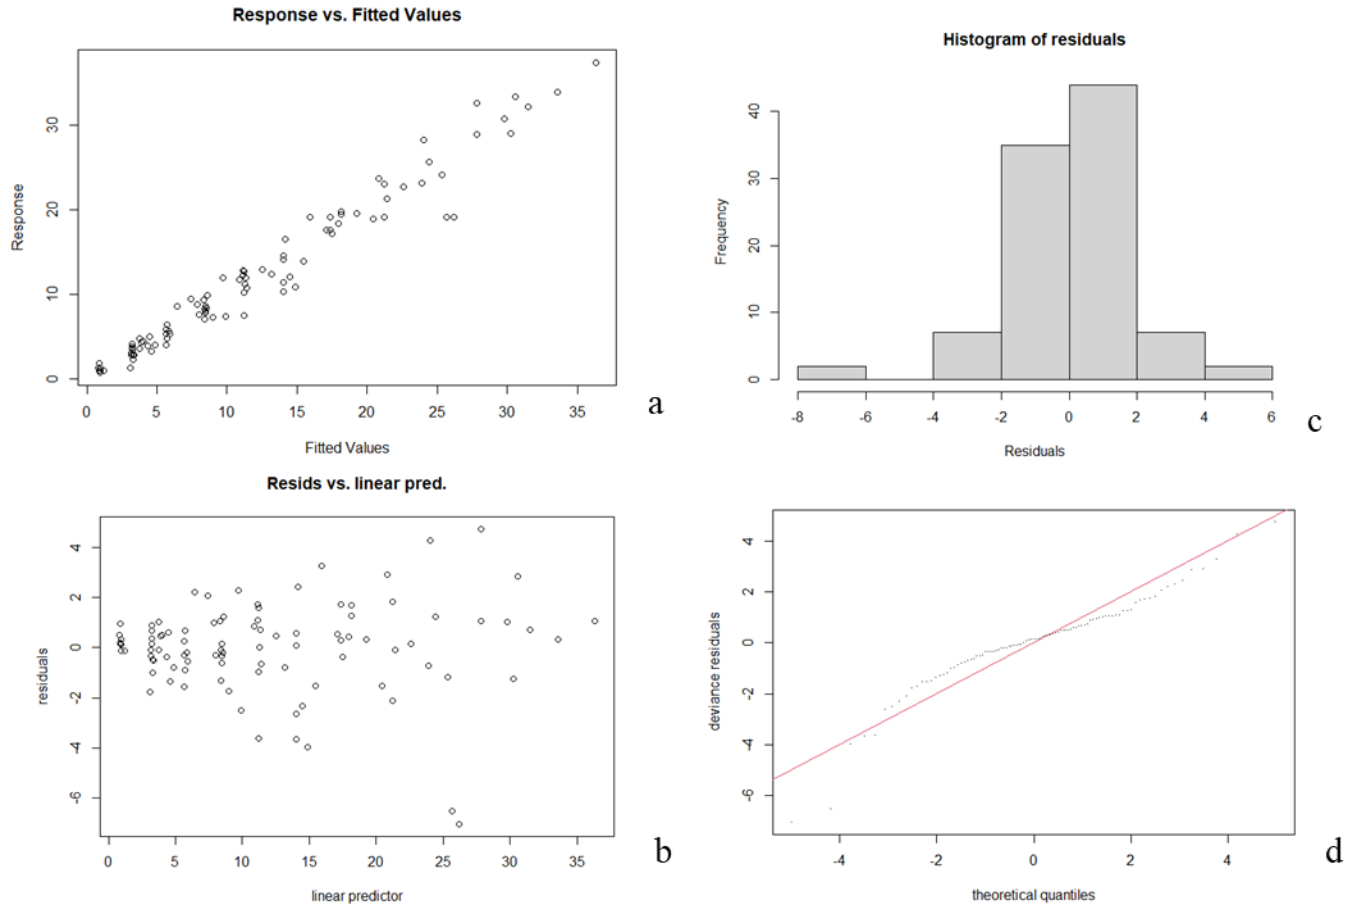 Response vs. Fitted Values
Response
0 10 20 30
0 5 10 15 20 25 30 35
Fitted Values
a
Histogram of residuals
Frequency
0 10 20 30 40
-8 -6 -4 -2 0 2 4 6
Residuals
c
Resids vs. linear pred.
residuals
-6 -4 -2 0 2 4
0 5 10 15 20 25 30 35
linear predictor
b
deviance residuals
-6 -4 -2 0 2 4
-4 -2 0 2 4
theoretical quantiles
d